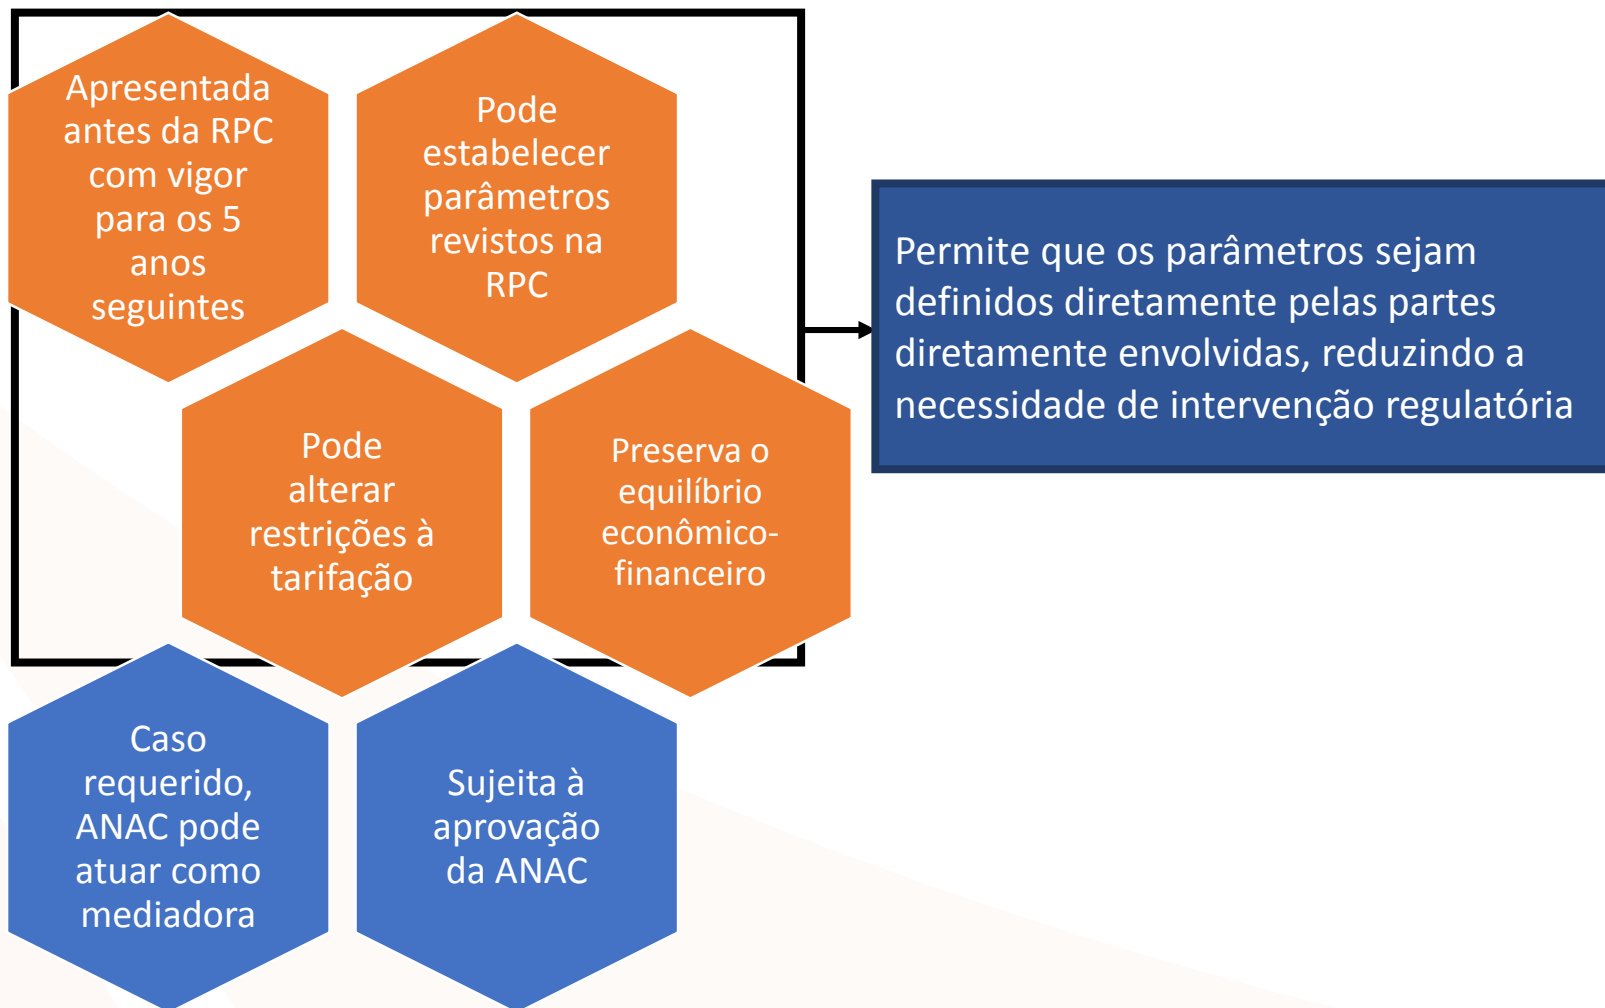 Apresentada
antes da RPC
com vigor
para os 5
anos
seguintes
Pode
estabelecer
parâmetros
revistos na
RPC
Pode
alterar
restrições à
tarifação
Preserva o
equilíbrio
econômico-
financeiro
Caso
requerido,
ANAC pode
atuar como
mediadora
Sujeita à
aprovação
da ANAC
Permite que os parâmetros sejam
definidos diretamente pelas partes
diretamente envolvidas, reduzindo a
necessidade de intervenção regulatória